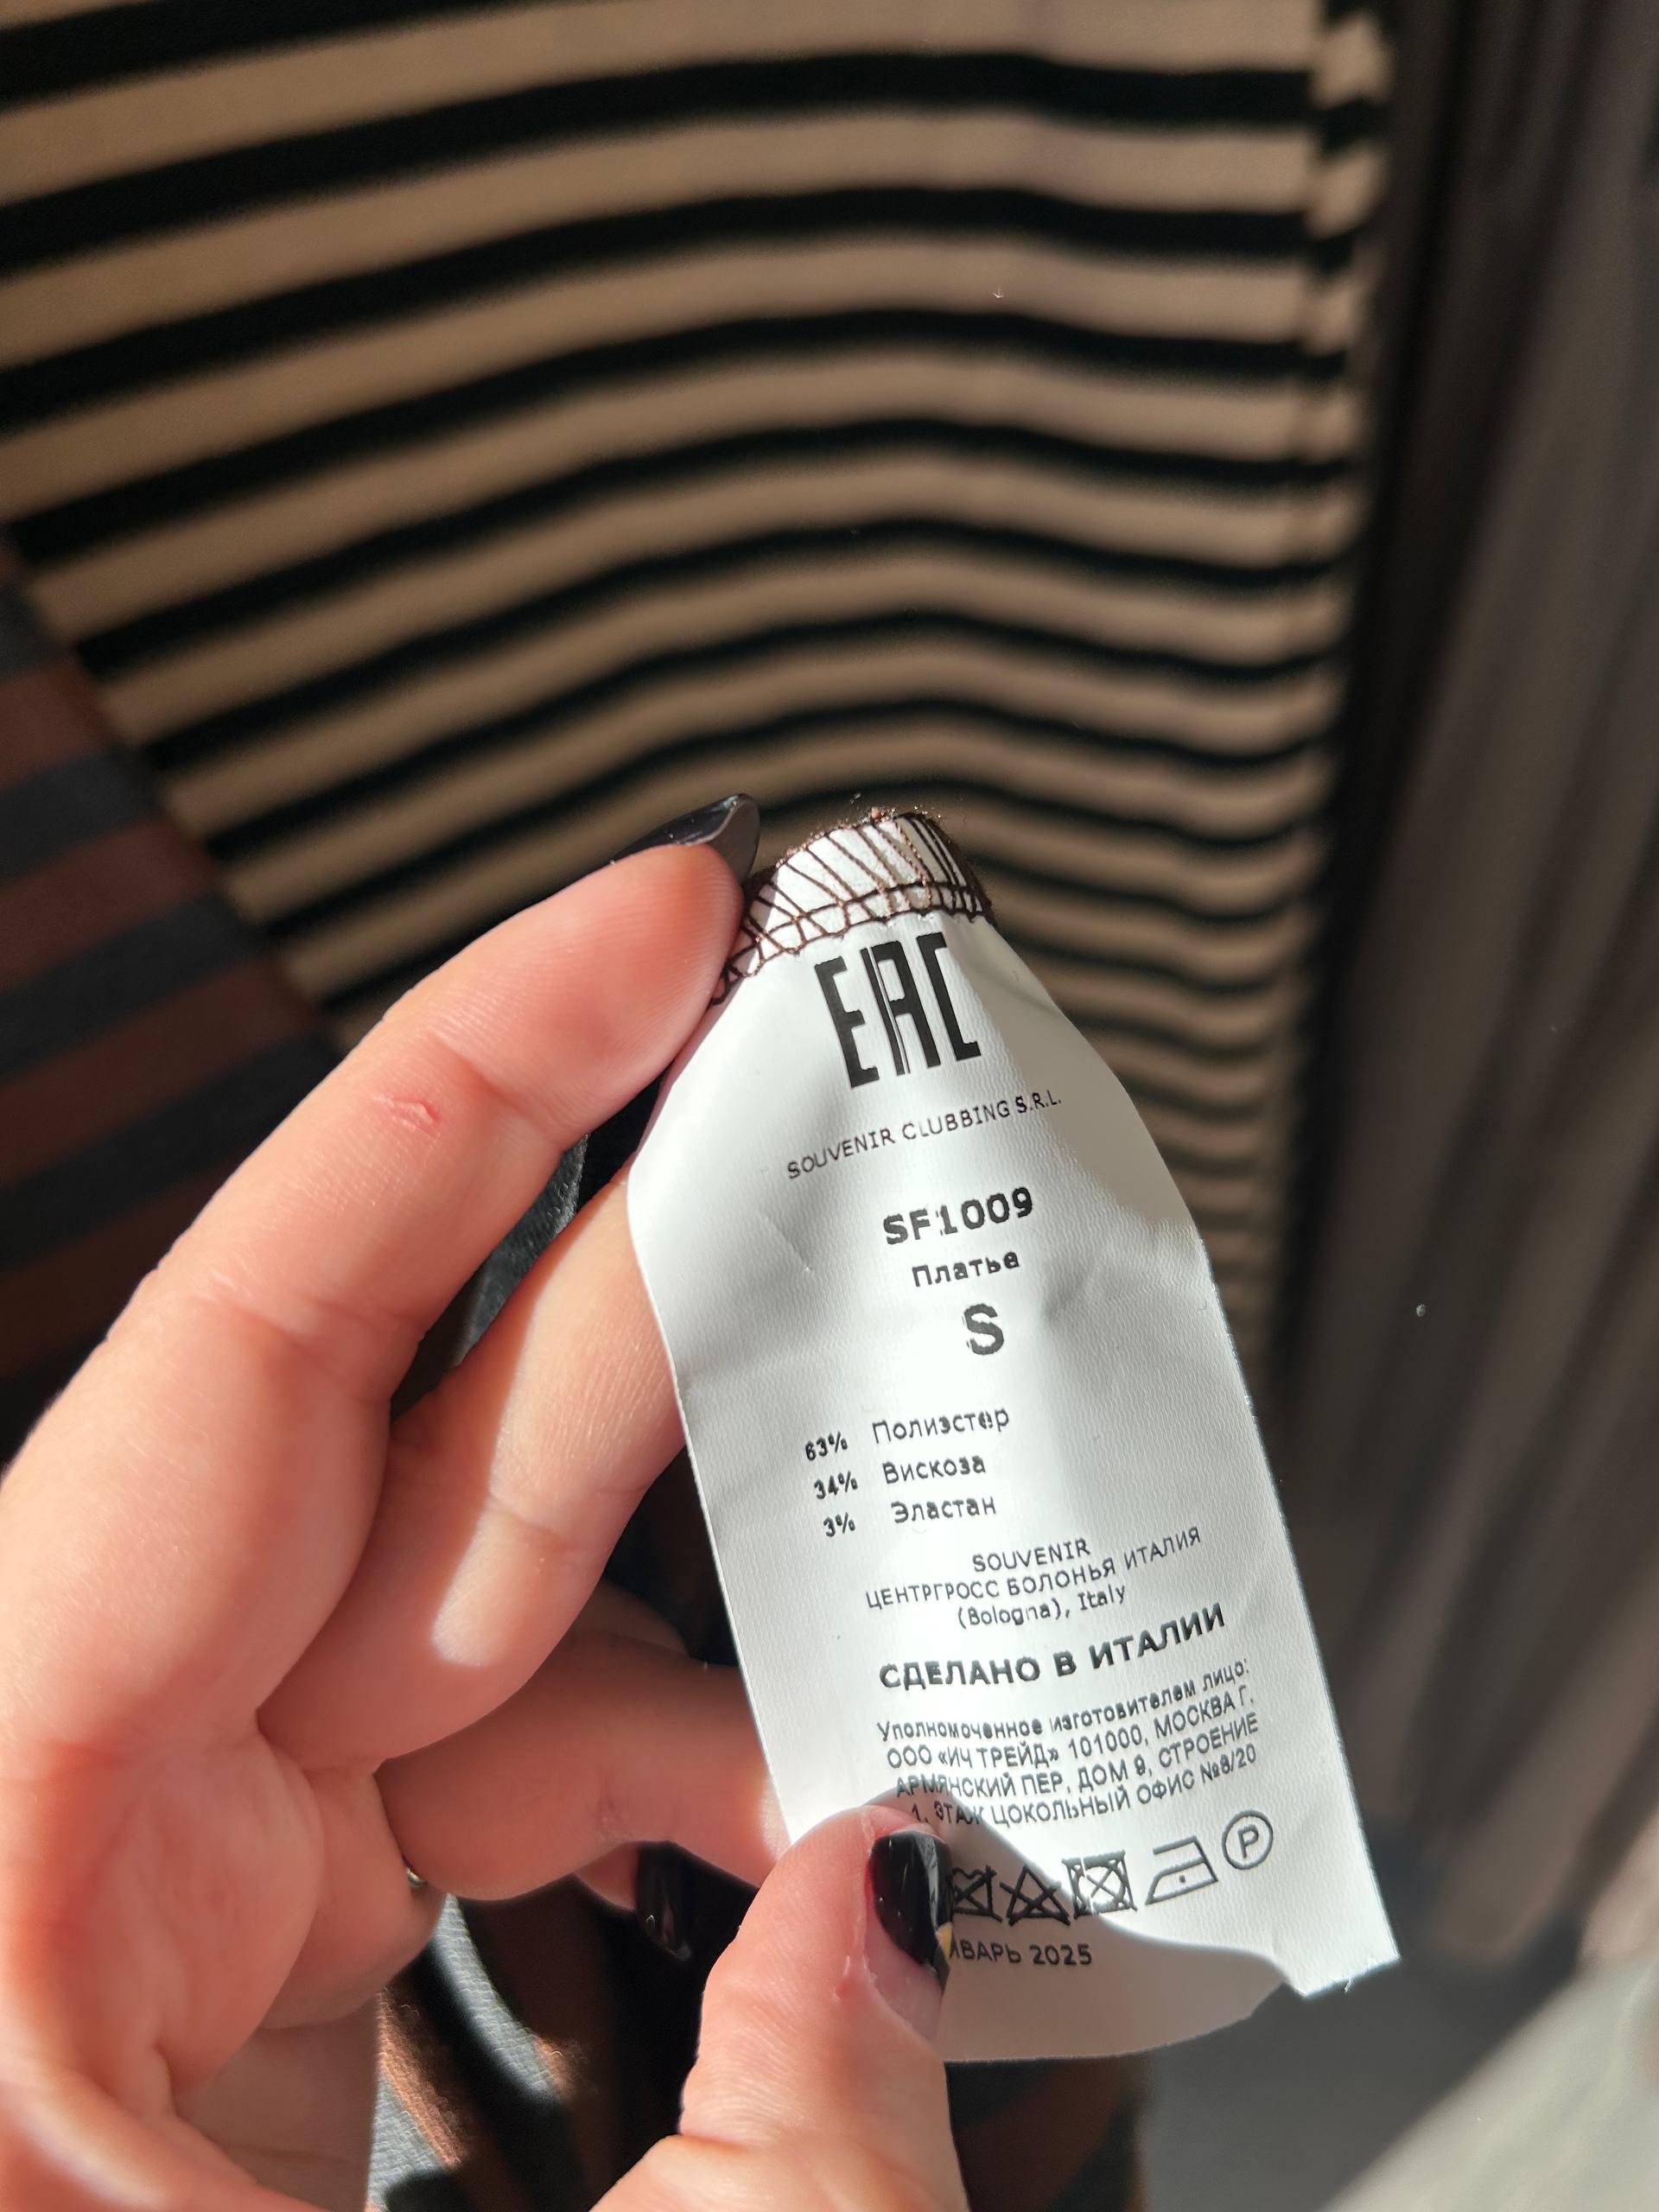 EAC
SOUVENIR CLUBBING S.R.L.
SF1009
Платье
S
63% Полиэстер
34% Вискоза
3% Эластан
SOUVENIR
ЦЕНТРГРОСС БОЛОНЬЯ ИТАЛИЯ
(Bologna), Italy
СДЕЛАНО В ИТАЛИИ
Уполномоченное изготовителем лицо:
ООО «ИЧ ТРЕЙД» 101000, МОСКВА Г.
АРМЯНСКИЙ ПЕР, ДОМ 9, СТРОЕНИЕ
1, ЭТАЖ ЦОКОЛЬНЫЙ ОФИС №8/20
P
НВАРЬ 2025